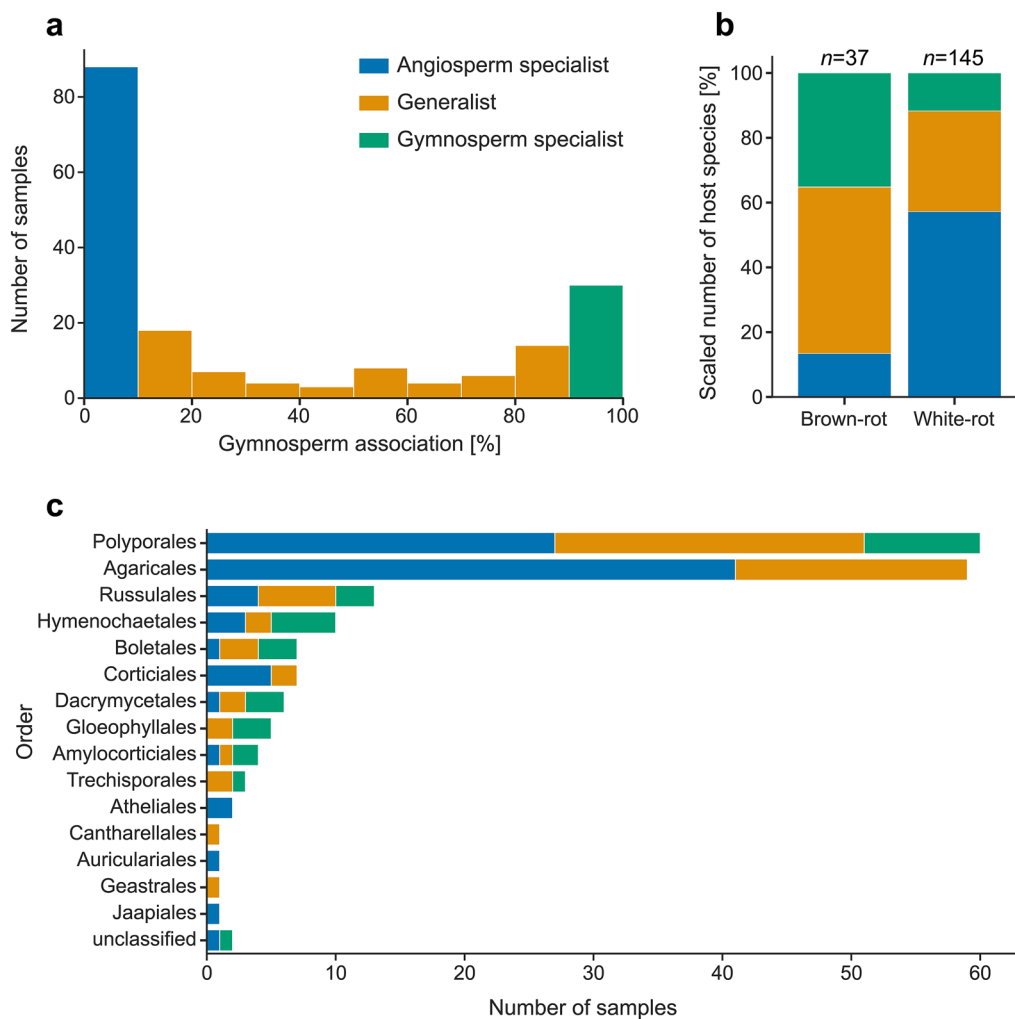 a
Number of samples
80
60
40
20
0
0 20 40 60 80 100
Gymnosperm association [%]
Angiosperm specialist
Generalist
Gymnosperm specialist
b
n=37 n=145
Scaled number of host species [%]
100
80
60
40
20
0
Brown-rot White-rot
c
Order
Polyporales
Agaricales
Russulales
Hymenochaetales
Boletales
Corticiales
Dacrymycetales
Gloeophyllales
Amylocorticiales
Trechisporales
Atheliales
Cantharellales
Auriculariales
Geastrales
Jaapiales
unclassified
0 10 20 30 40 50 60
Number of samples